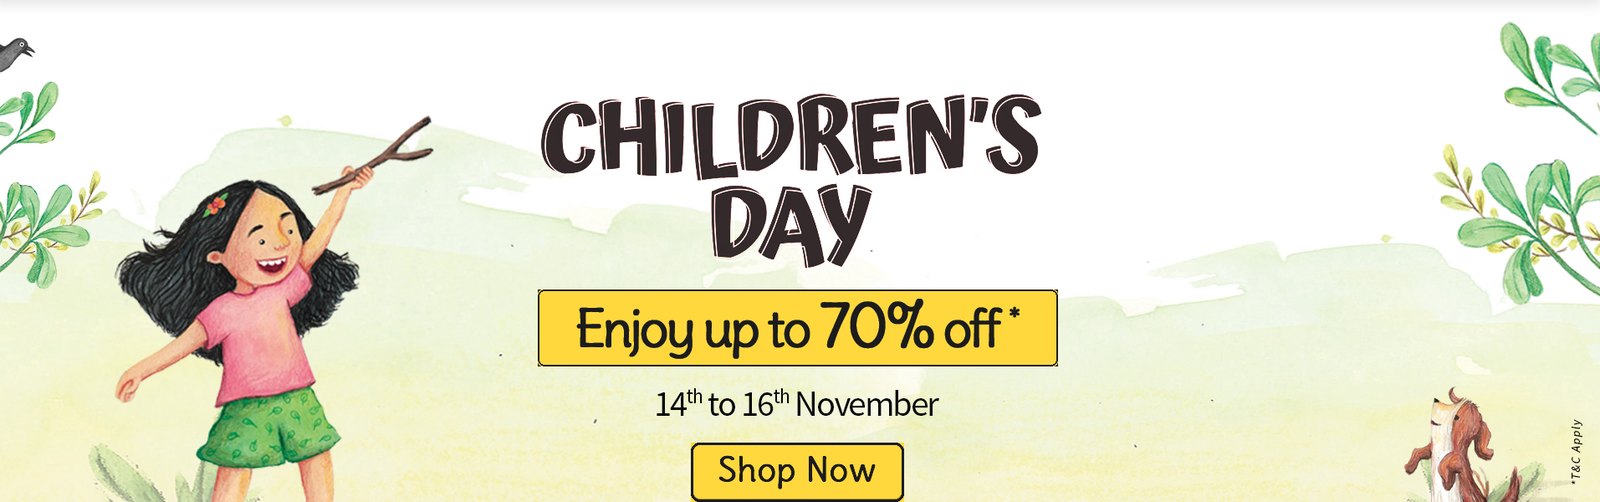 CHILDREN'S
DAY
Enjoy up to 70% off*
14th to 16th November
Shop Now
*T&C Apply